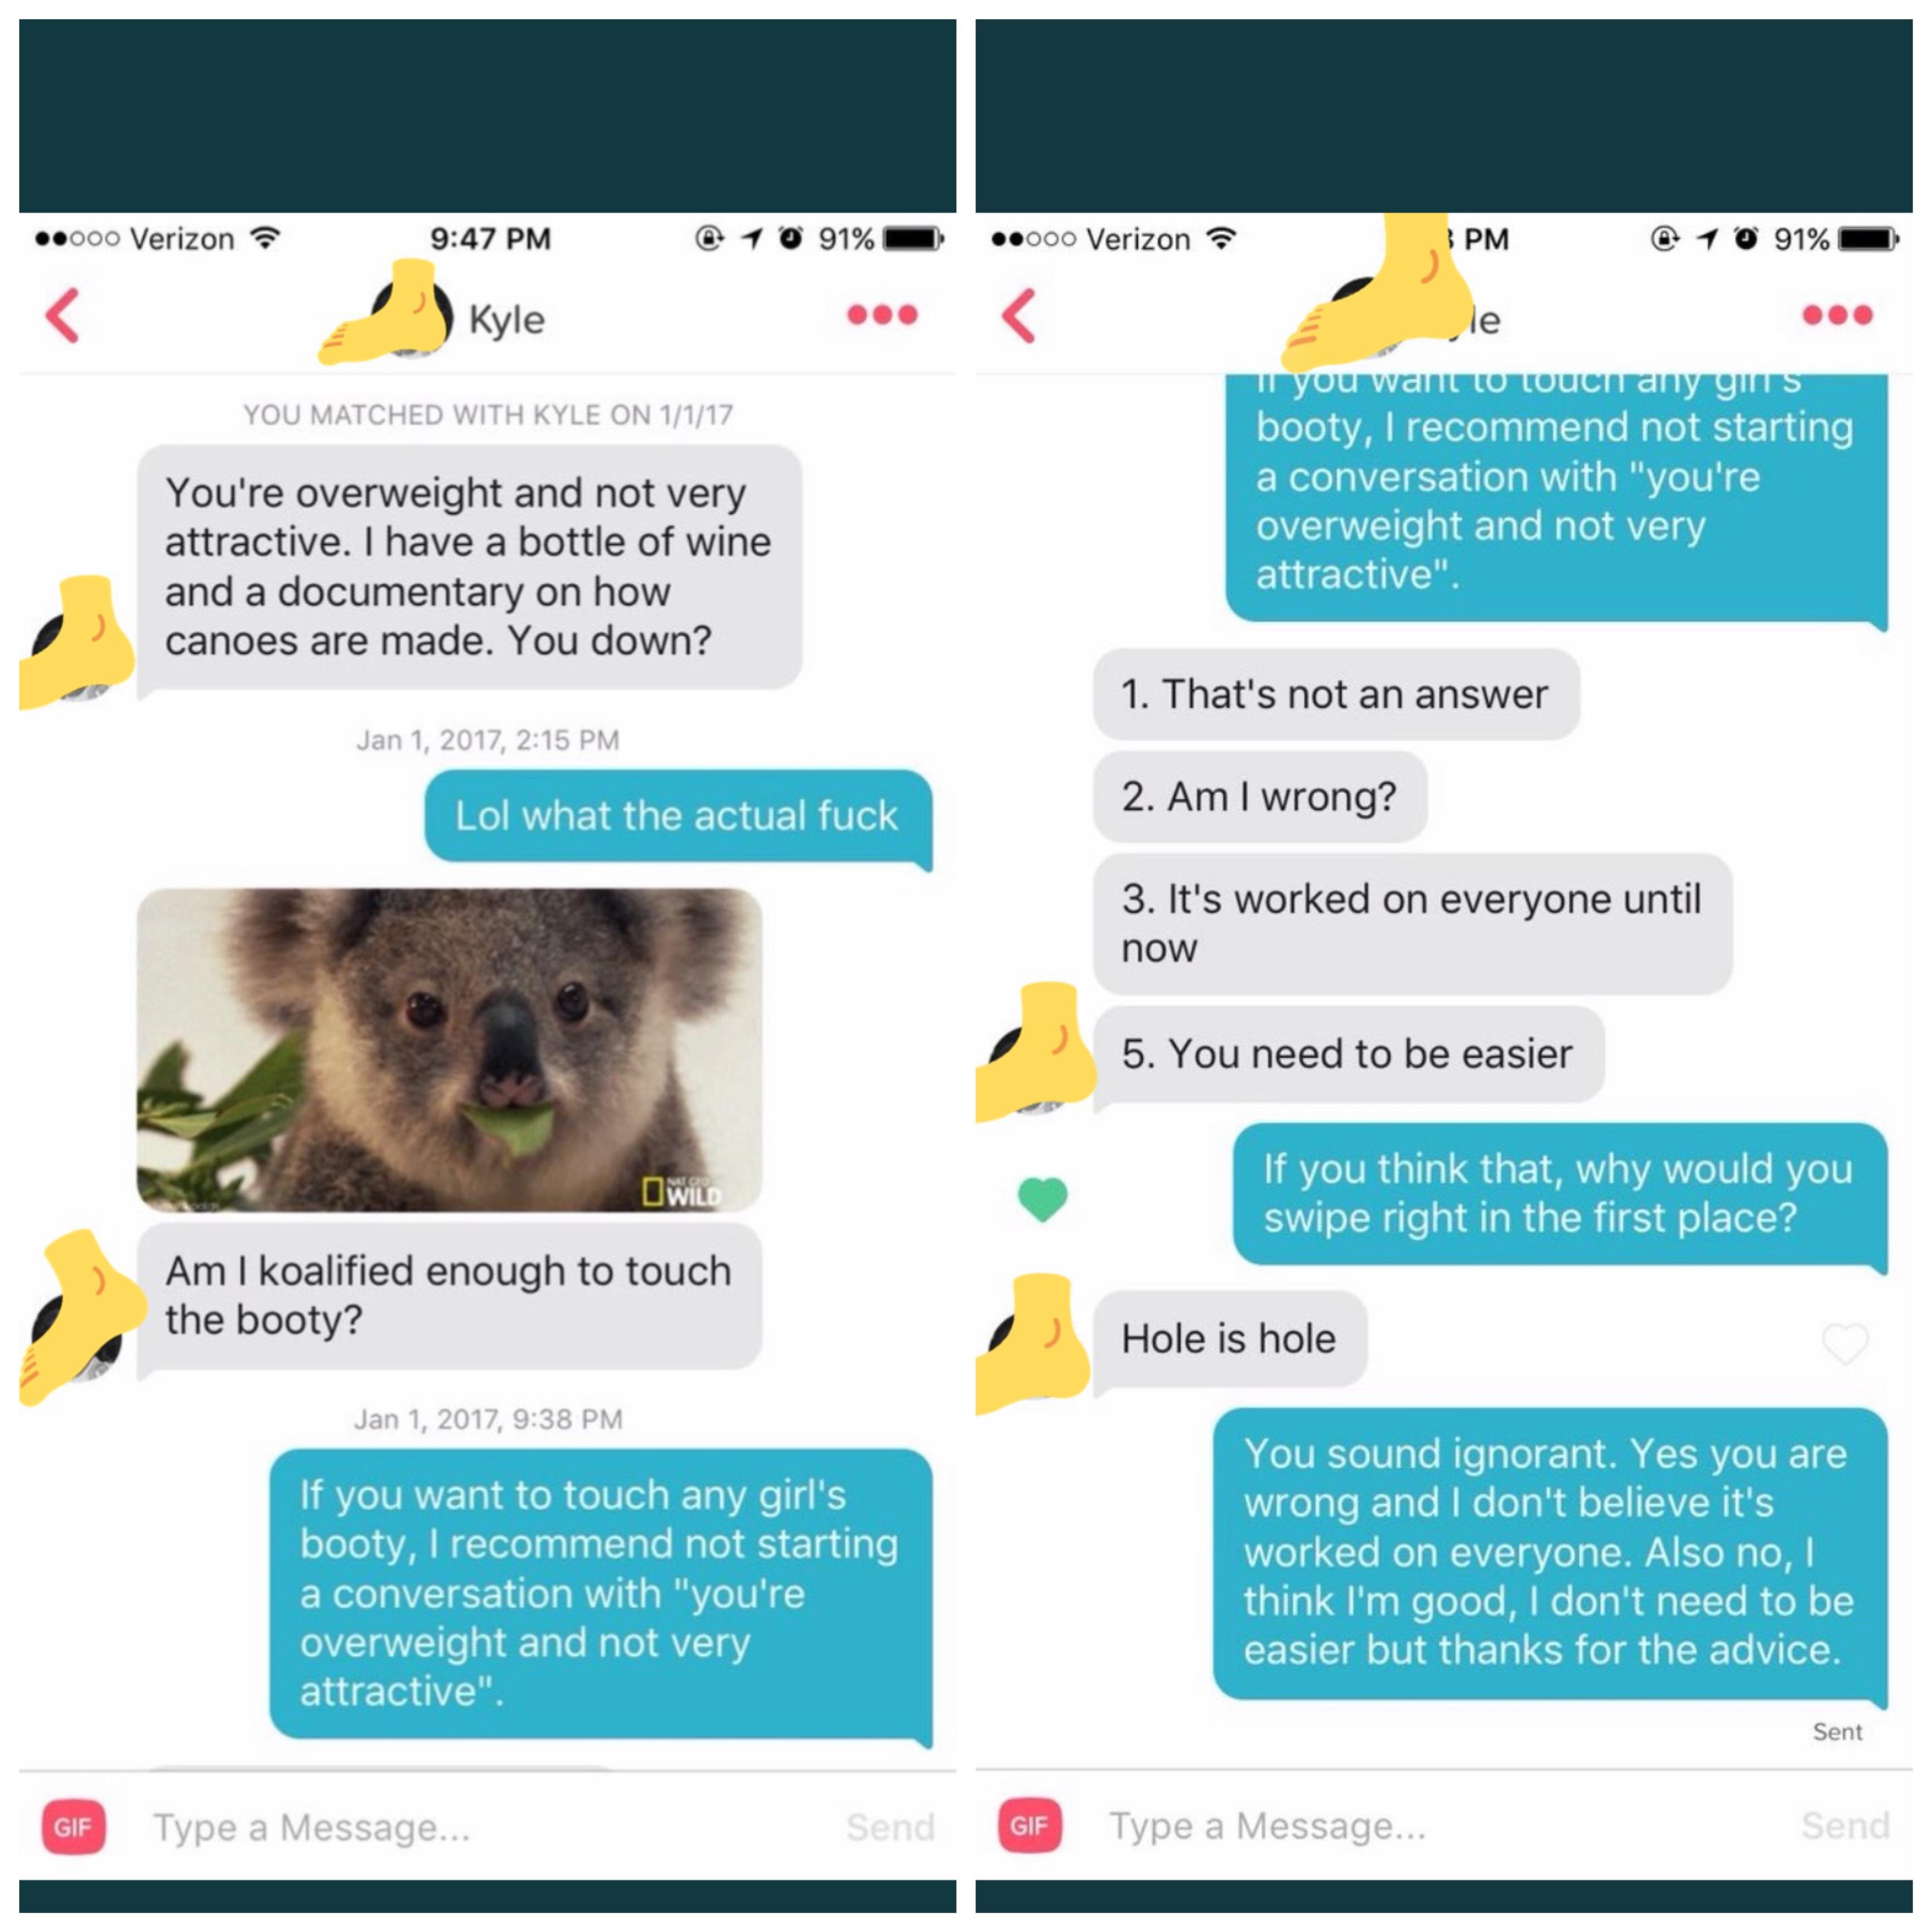 Verizon 9:47 PM 91%
Kyle
YOU MATCHED WITH KYLE ON 1/1/17
You're overweight and not very
attractive. I have a bottle of wine
and a documentary on how
canoes are made. You down?
Jan 1, 2017, 2:15 PM
Lol what the actual fuck
NAT GEO
WILD
Am I koalified enough to touch
the booty?
Jan 1, 2017, 9:38 PM
If you want to touch any girl's
booty, I recommend not starting
a conversation with "you're
overweight and not very
attractive".
GIF Type a Message... Send
Verizon PM 91%
le
If you want to touch any girl's
booty, I recommend not starting
a conversation with "you're
overweight and not very
attractive".
1. That's not an answer
2. Am I wrong?
3. It's worked on everyone until
now
5. You need to be easier
If you think that, why would you
swipe right in the first place?
Hole is hole
You sound ignorant. Yes you are
wrong and I don't believe it's
worked on everyone. Also no, I
think I'm good, I don't need to be
easier but thanks for the advice.
Sent
GIF Type a Message... Send